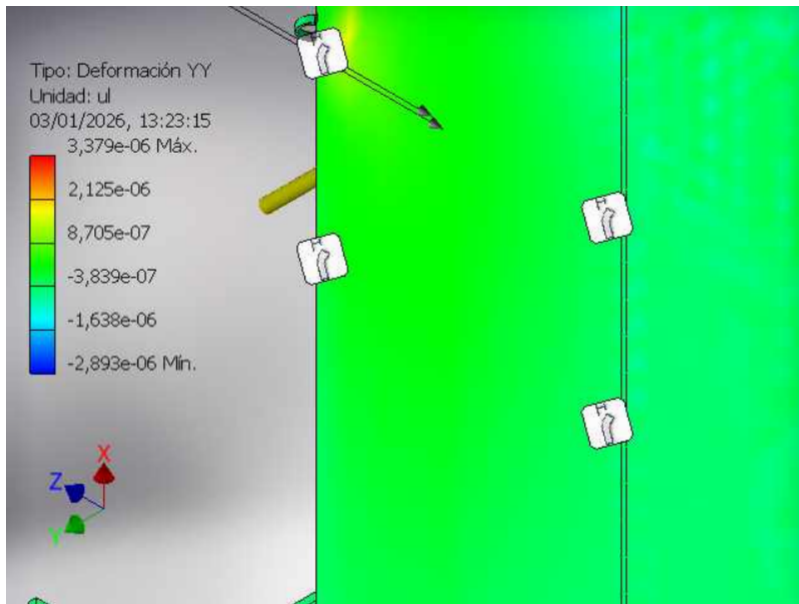 Tipo: Deformación YY
Unidad: ul
03/01/2026, 13:23:15
3,379e-06 Máx.
2,125e-06
8,705e-07
-3,839e-07
-1,638e-06
-2,893e-06 Mín.
X
Z
Y